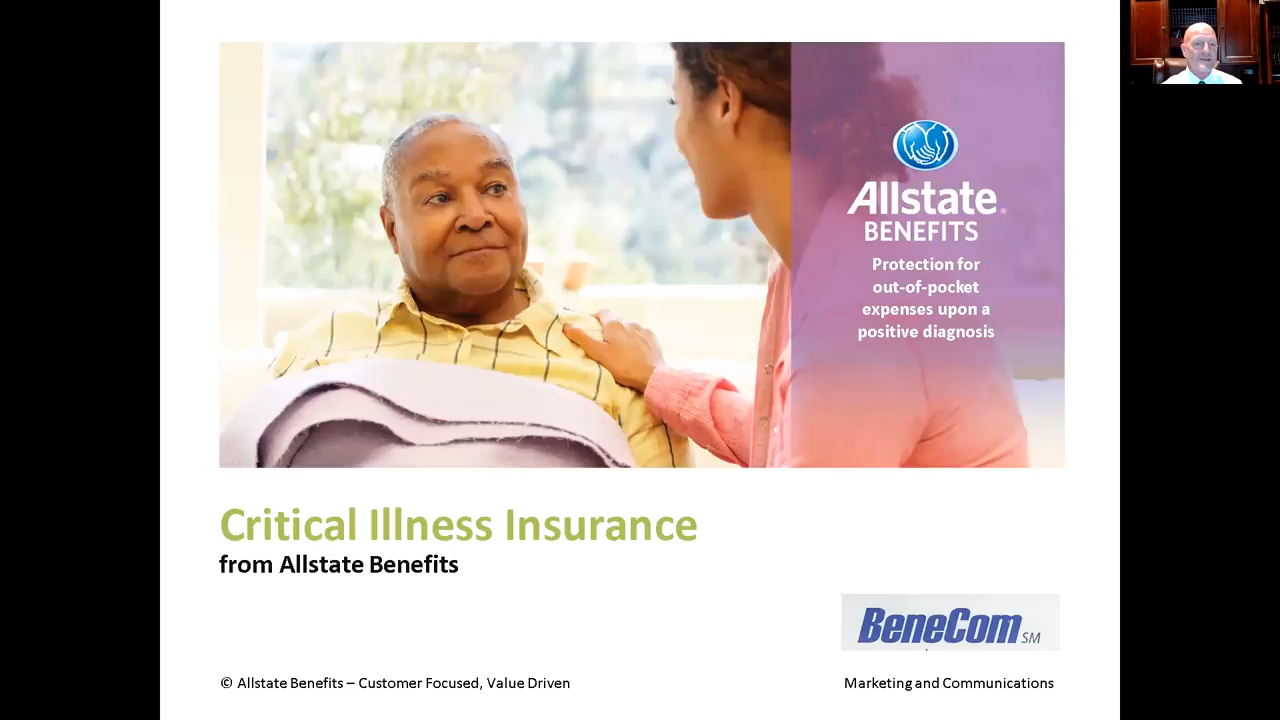 Allstate®
BENEFITS
Protection for
out-of-pocket
expenses upon a
positive diagnosis
Critical Illness Insurance
from Allstate Benefits
BeneCom SM
© Allstate Benefits – Customer Focused, Value Driven
Marketing and Communications